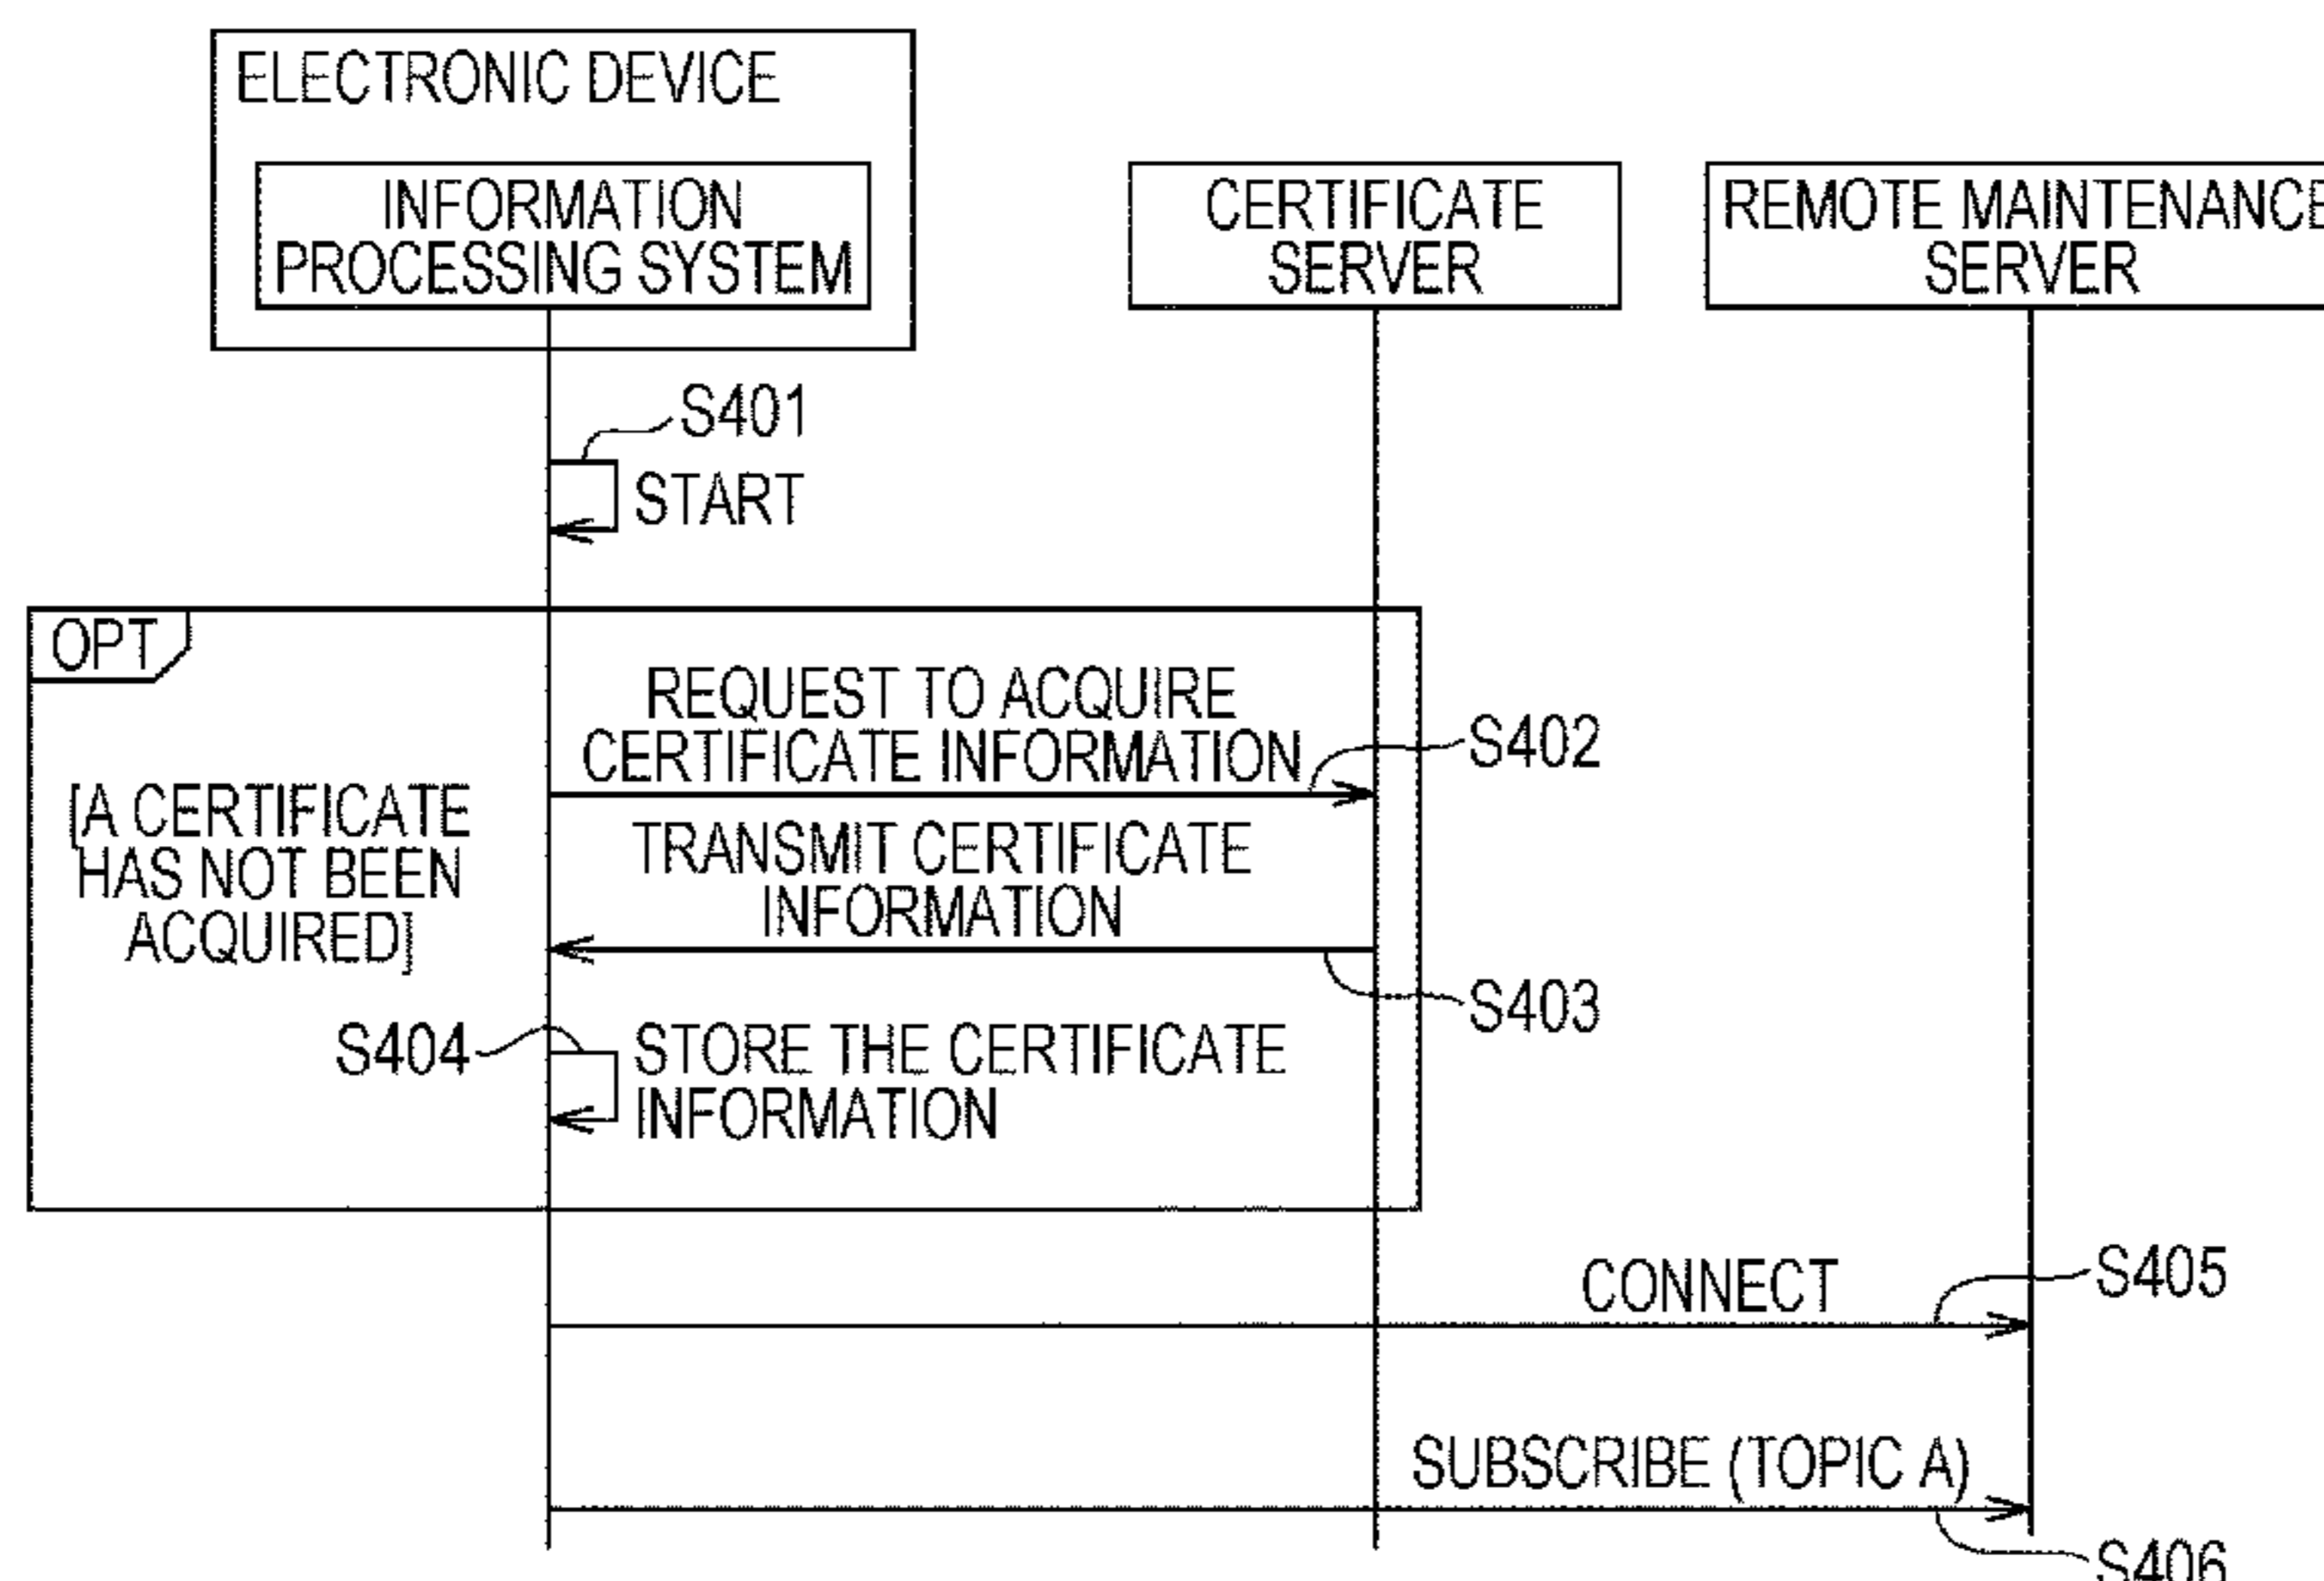 ELECTRONIC DEVICE
INFORMATION
PROCESSING SYSTEM
CERTIFICATE
SERVER
REMOTE MAINTENANCE
SERVER
S401
START
OPT
REQUEST TO ACQUIRE
CERTIFICATE INFORMATION
S402
[A CERTIFICATE
HAS NOT BEEN
ACQUIRED]
TRANSMIT CERTIFICATE
INFORMATION
S403
S404
STORE THE CERTIFICATE
INFORMATION
CONNECT
S405
SUBSCRIBE (TOPIC A)
S406